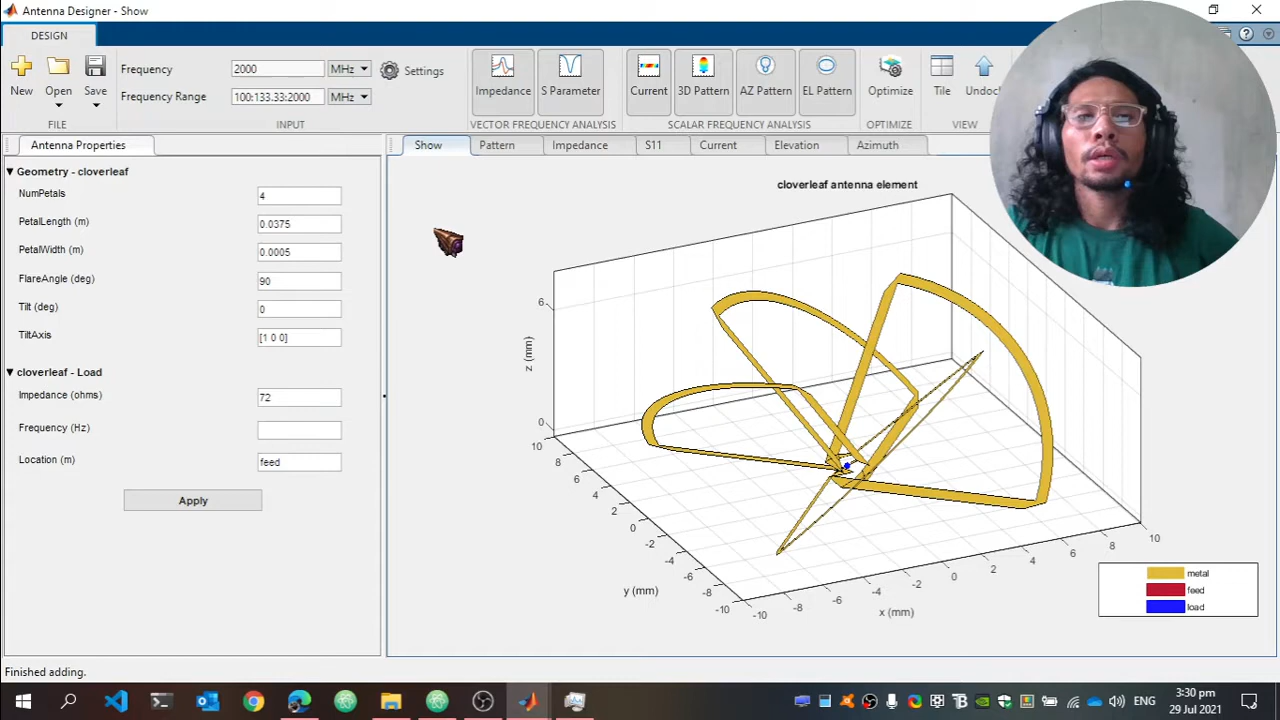 Antenna Designer - Show
DESIGN
New
Open
Save
FILE
Frequency 2000 MHz
Frequency Range 100:133.33:2000 MHz
Settings
INPUT
Impedance
S Parameter
VECTOR FREQUENCY ANALYSIS
Current
3D Pattern
AZ Pattern
EL Pattern
SCALAR FREQUENCY ANALYSIS
Optimize
OPTIMIZE
Tile
Undoc
VIEW
Antenna Properties
Geometry - cloverleaf
NumPetals 4
PetalLength (m) 0.0375
PetalWidth (m) 0.0005
FlareAngle (deg) 90
Tilt (deg) 0
TiltAxis [1 0 0]
cloverleaf - Load
Impedance (ohms) 72
Frequency (Hz)
Location (m) feed
Apply
Show Pattern Impedance S11 Current Elevation Azimuth
cloverleaf antenna element
z (mm)
6
0
y (mm)
10
8
6
4
2
0
-2
-4
-6
-8
-10
x (mm)
-10
-8
-6
-4
-2
0
2
4
6
8
10
metal
feed
load
Finished adding.
ENG
3:30 pm
29 Jul 2021